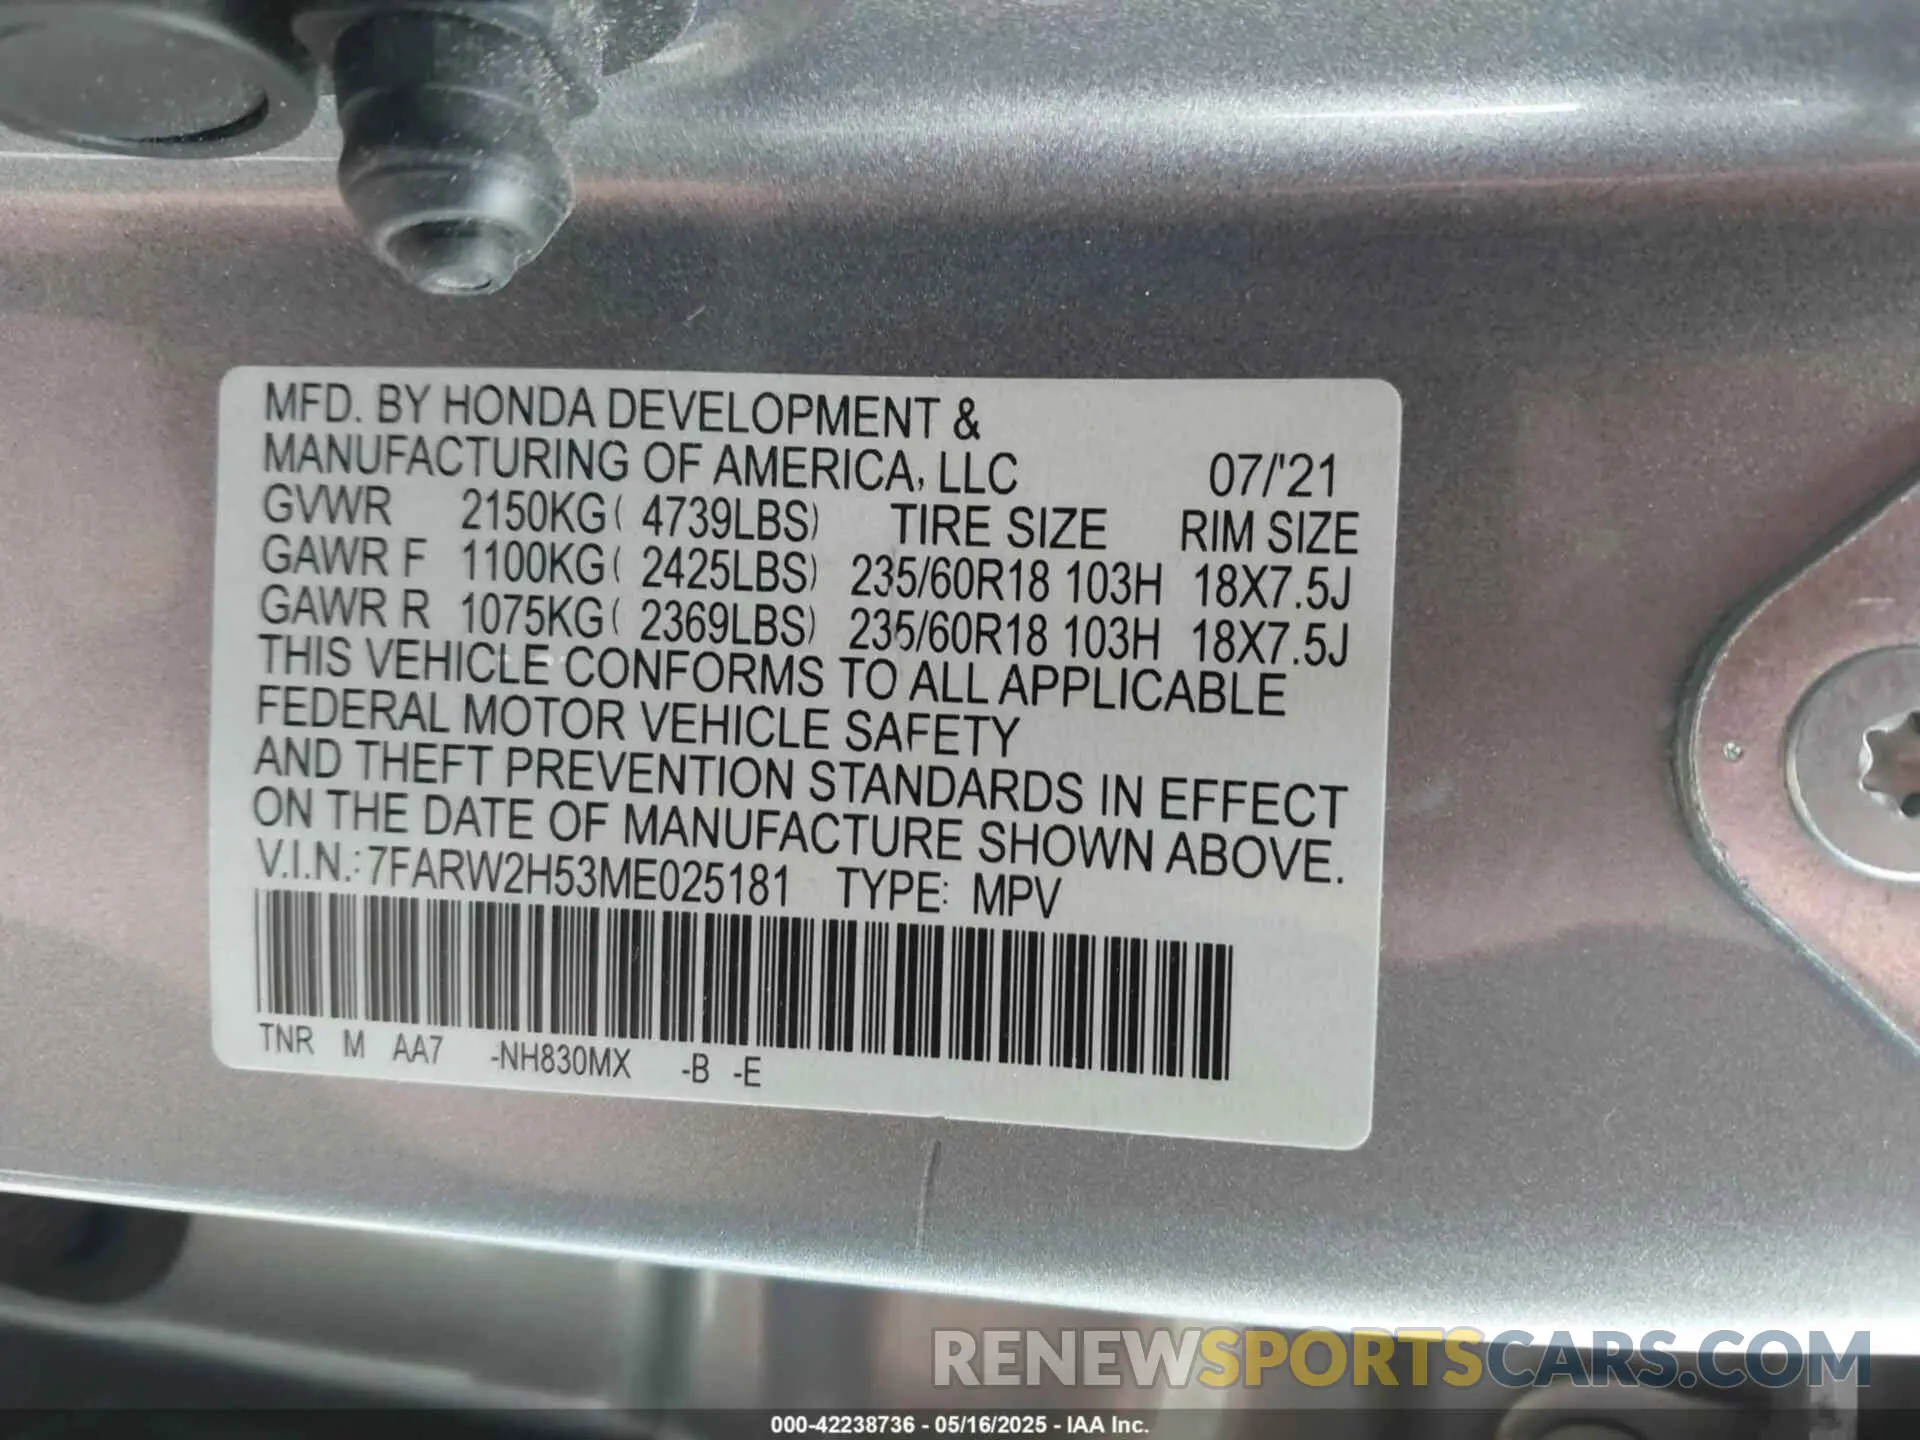 MFD. BY HONDA DEVELOPMENT &
MANUFACTURING OF AMERICA, LLC 07/'21
GVWR 2150KG( 4739LBS) TIRE SIZE RIM SIZE
GAWR F 1100KG( 2425LBS) 235/60R18 103H 18X7.5J
GAWR R 1075KG( 2369LBS) 235/60R18 103H 18X7.5J
THIS VEHICLE CONFORMS TO ALL APPLICABLE
FEDERAL MOTOR VEHICLE SAFETY
AND THEFT PREVENTION STANDARDS IN EFFECT
ON THE DATE OF MANUFACTURE SHOWN ABOVE.
V.I.N.: 7FARW2H53ME025181 TYPE: MPV
TNR M AA7 -NH830MX -B -E
RENEWSPORTSCARS.COM
000-42238736 - 05/16/2025 - IAA Inc.